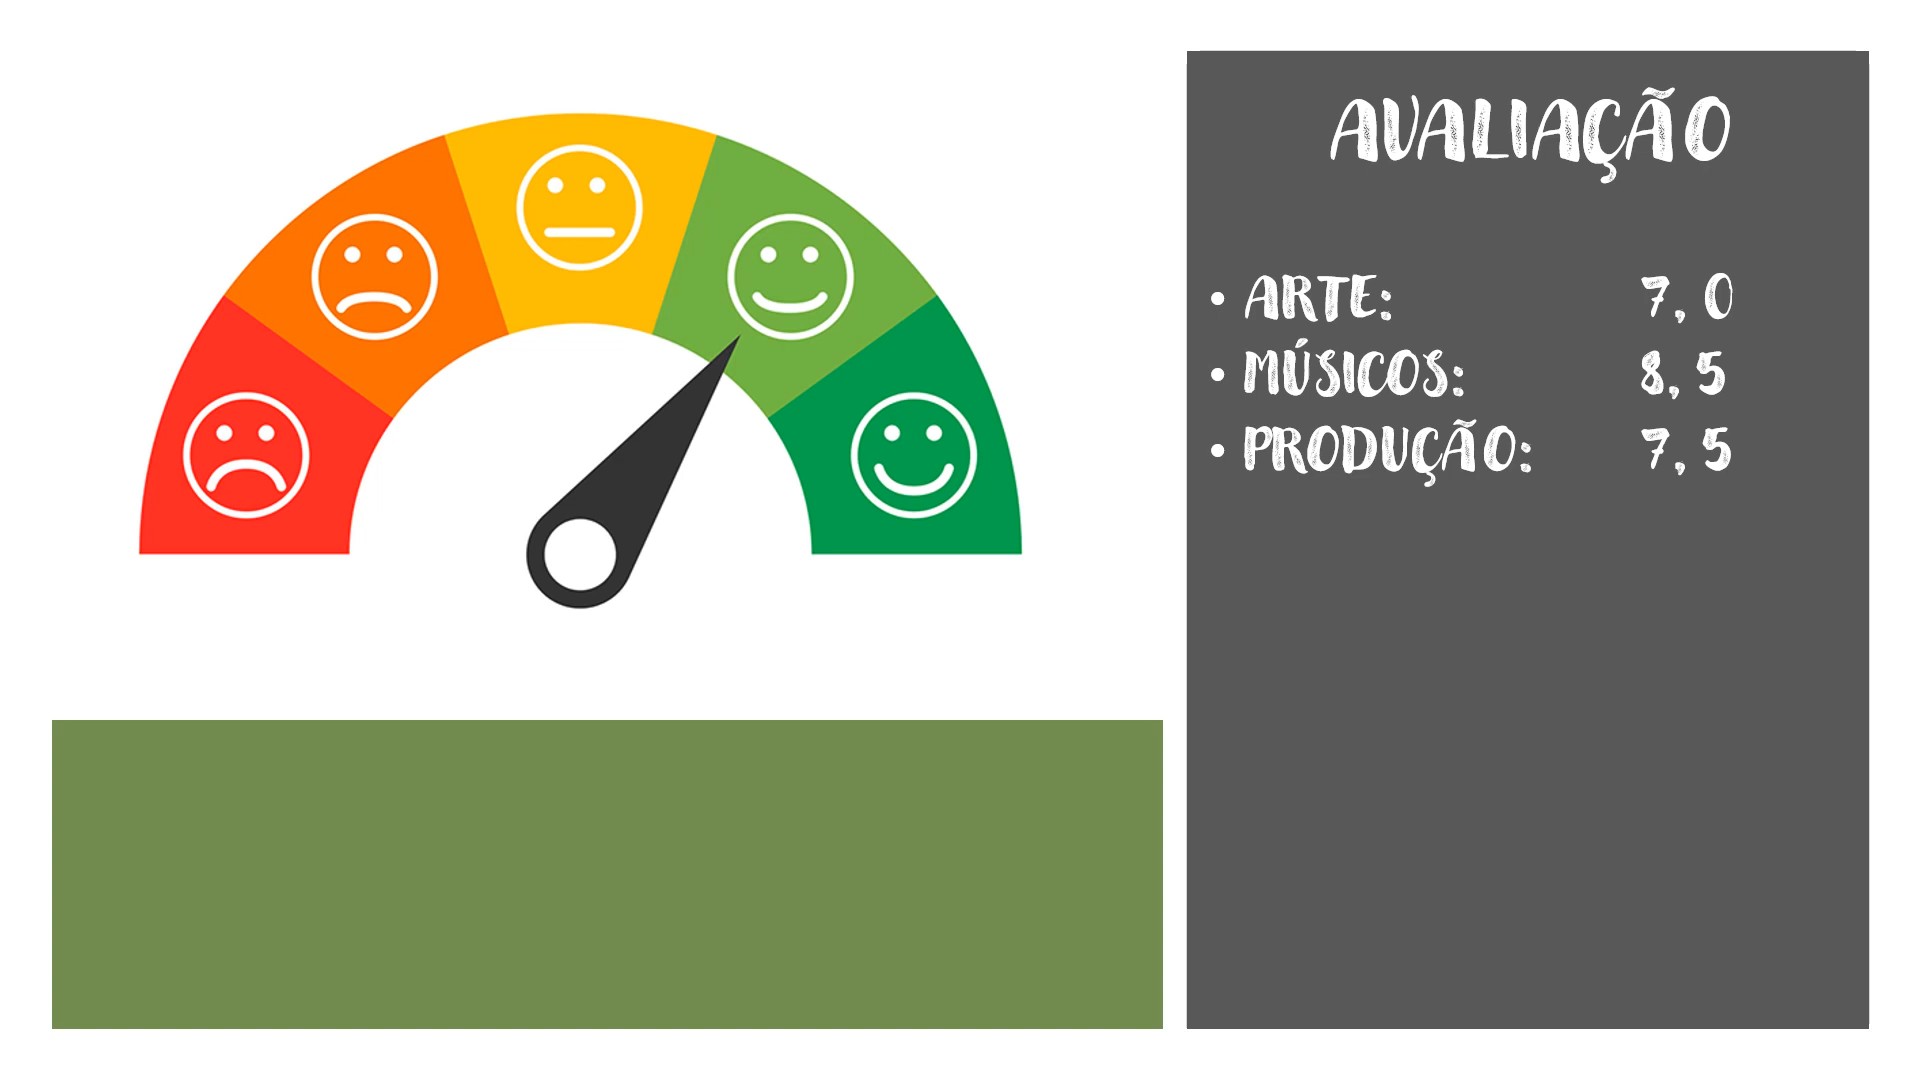 AVALIAÇÃO
• ARTE: 7,0
• MÚSICOS: 8,5
• PRODUÇÃO: 7,5